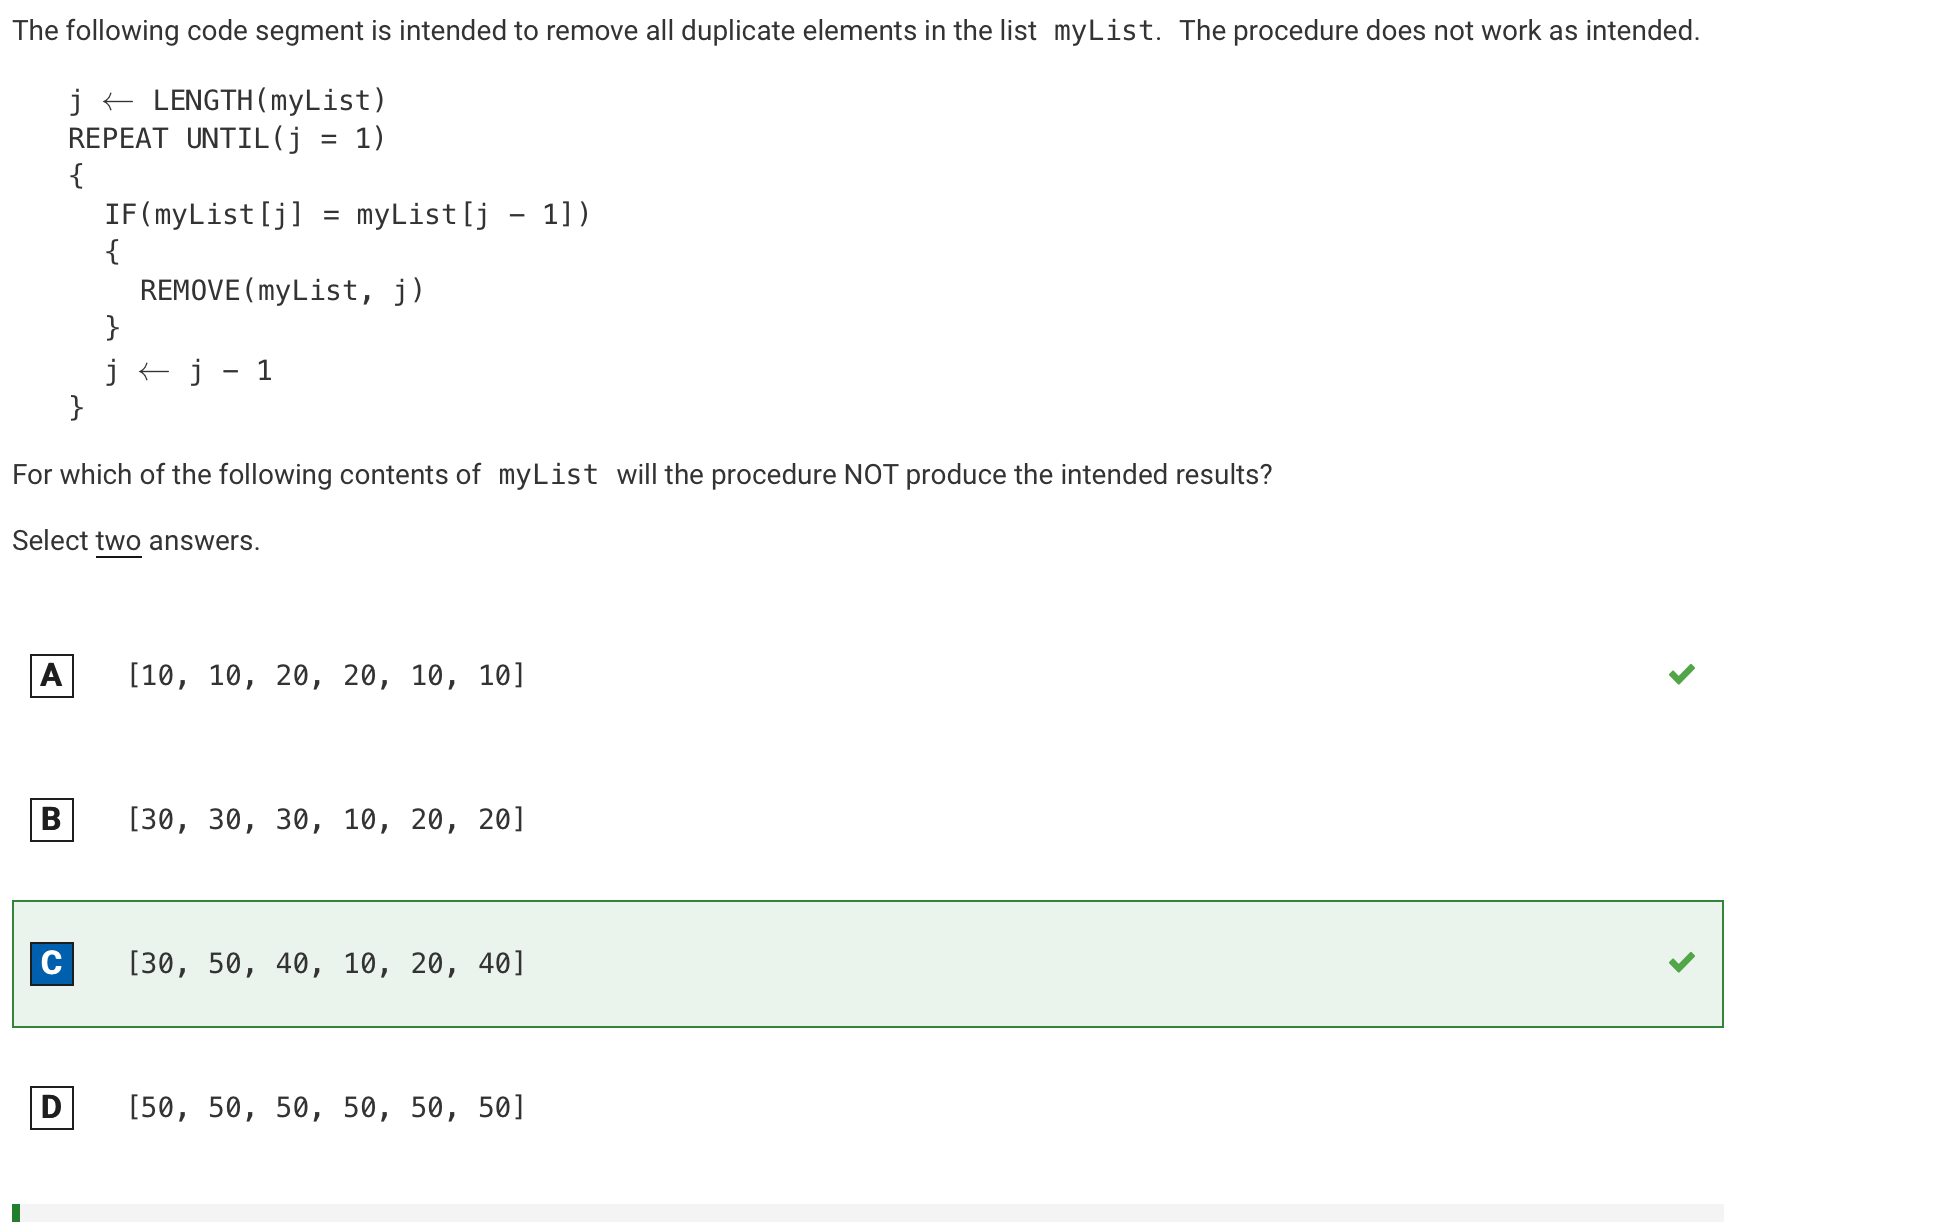 The following code segment is intended to remove all duplicate elements in the list myList. The procedure does not work as intended.
j ← LENGTH(myList)
REPEAT UNTIL(j = 1)
{
IF(myList[j] = myList[j - 1])
{
REMOVE(myList, j)
}
j ← j - 1
}
For which of the following contents of myList will the procedure NOT produce the intended results?
Select two answers.
A [10, 10, 20, 20, 10, 10]
B [30, 30, 30, 10, 20, 20]
C [30, 50, 40, 10, 20, 40]
D [50, 50, 50, 50, 50, 50]